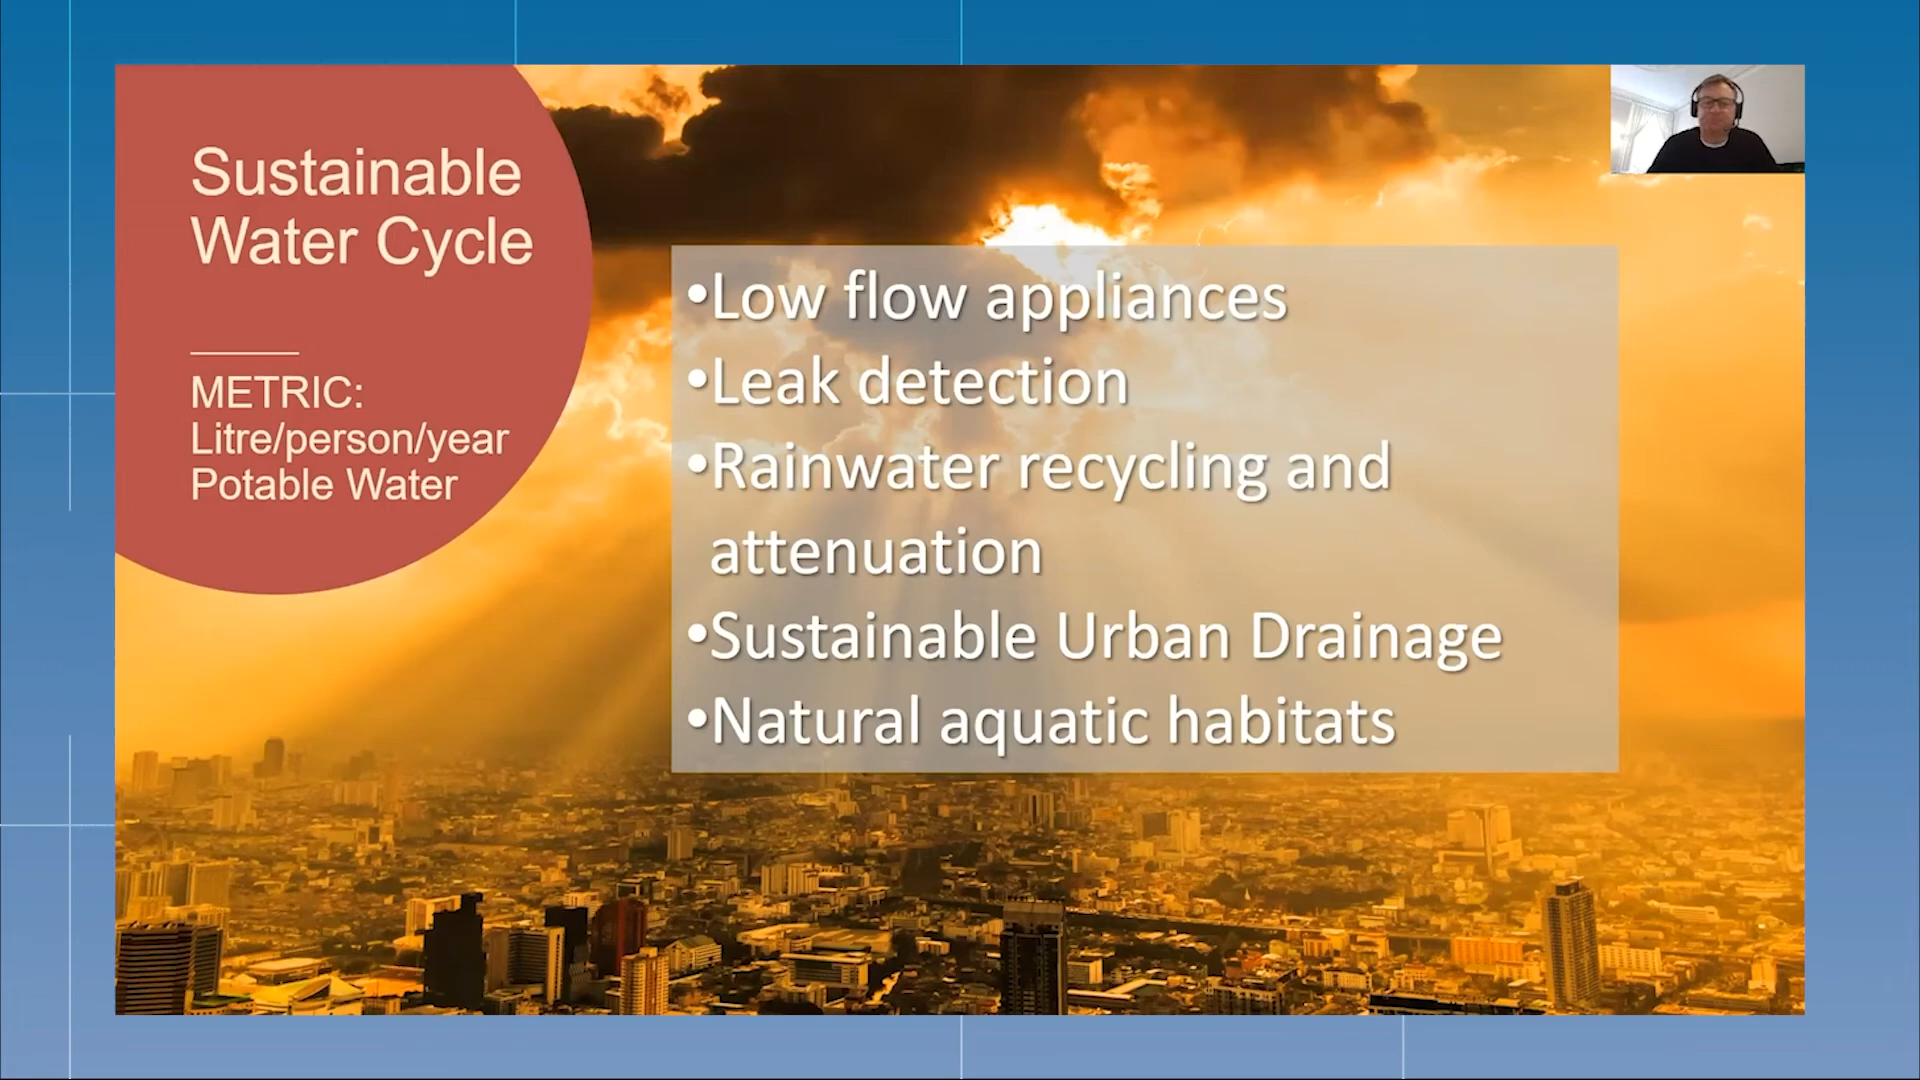 Sustainable
Water Cycle
METRIC:
Litre/person/year
Potable Water
•Low flow appliances
•Leak detection
•Rainwater recycling and
attenuation
•Sustainable Urban Drainage
•Natural aquatic habitats